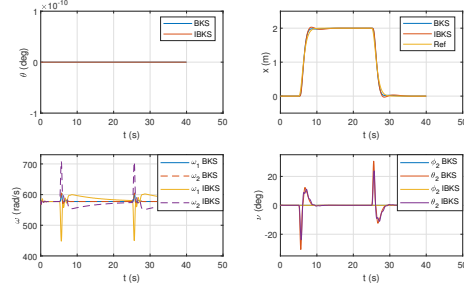 ×10⁻¹⁰
1
0
-1
θ (deg)
0 10 20 30 40 50
t (s)
BKS
IBKS
2
1
0
x (m)
0 10 20 30 40 50
t (s)
BKS
IBKS
Ref
700
600
500
400
ω (rad/s)
0 10 20 30 40 50
t (s)
ω₁ BKS
ω₂ BKS
ω₁ IBKS
ω₂ IBKS
20
0
-20
ν (deg)
0 10 20 30 40 50
t (s)
ϕ₂ BKS
θ₂ BKS
ϕ₂ IBKS
θ₂ IBKS